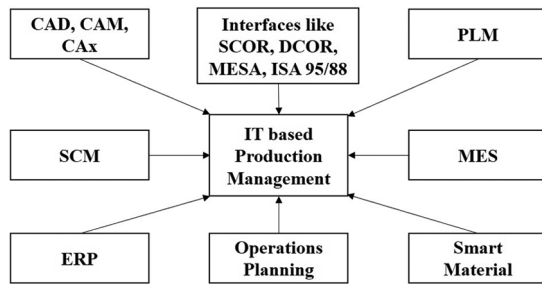 CAD, CAM,
CAx
Interfaces like
SCOR, DCOR,
MESA, ISA 95/88
PLM
SCM
IT based
Production
Management
MES
ERP
Operations
Planning
Smart
Material